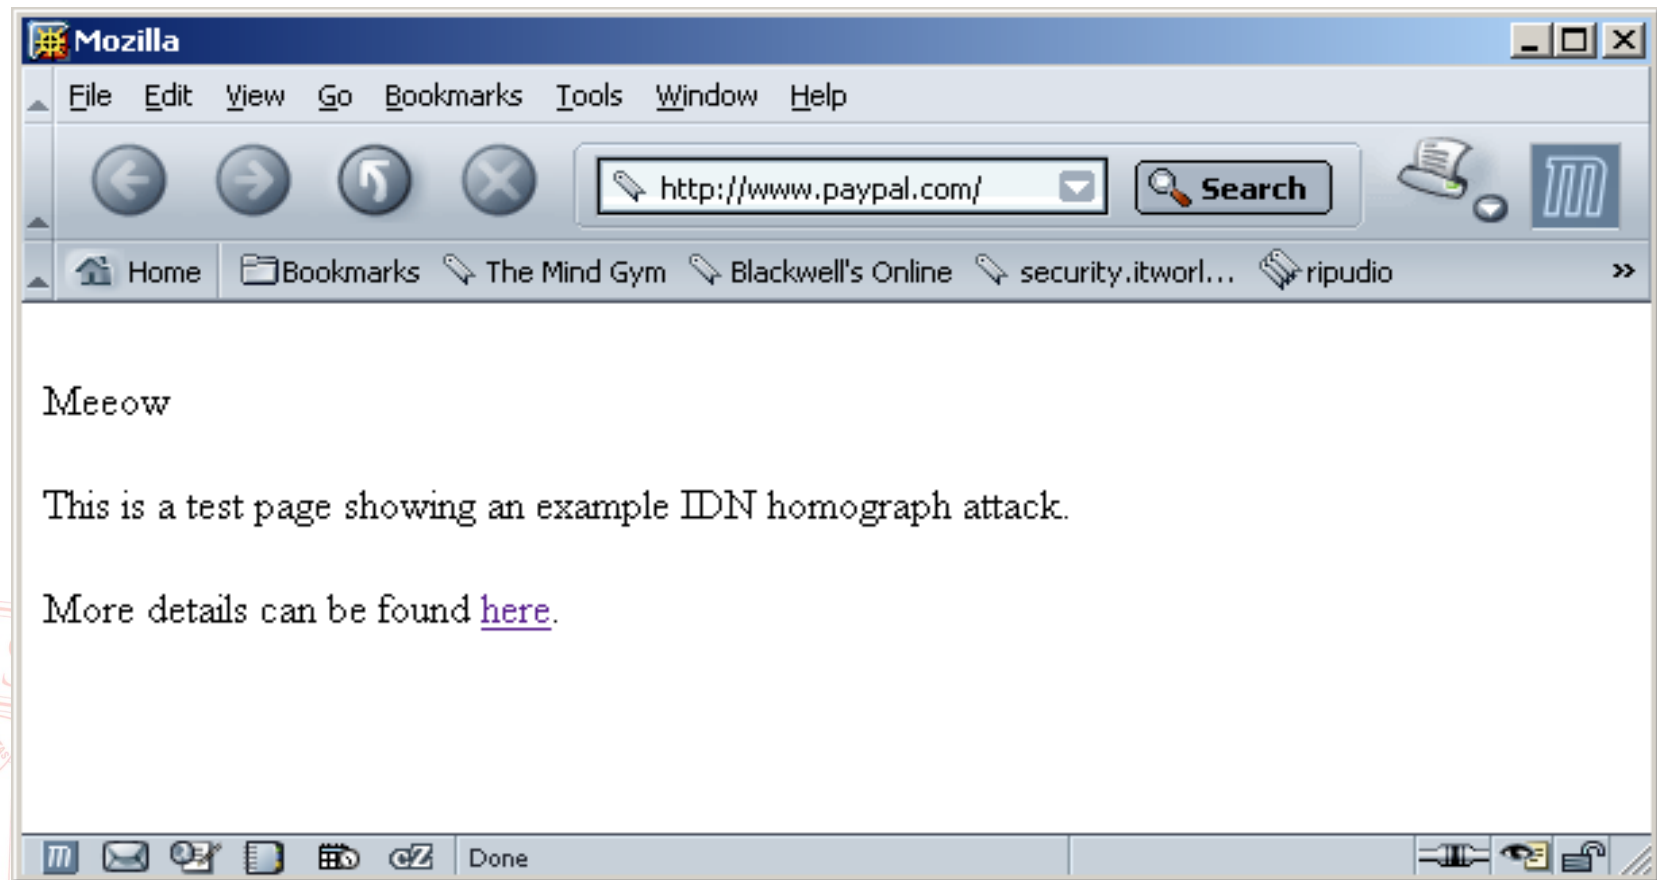 Mozilla
File Edit View Go Bookmarks Tools Window Help
http://www.paypal.com/ Search
Home Bookmarks The Mind Gym Blackwell's Online security.itworl... ripudio »
Meeow
This is a test page showing an example IDN homograph attack.
More details can be found here.
cZ Done